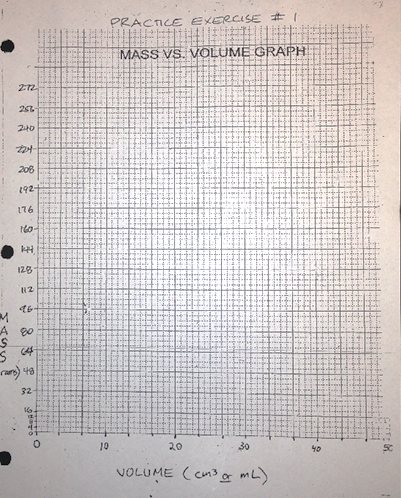 PRACTICE EXERCISE # 1
MASS VS. VOLUME GRAPH
272
256
240
224
208
192
176
160
144
128
112
96
80
64
48
32
16
M
A
S
S
0 10 20 30 40 50
VOLUME (cm³ or mL)